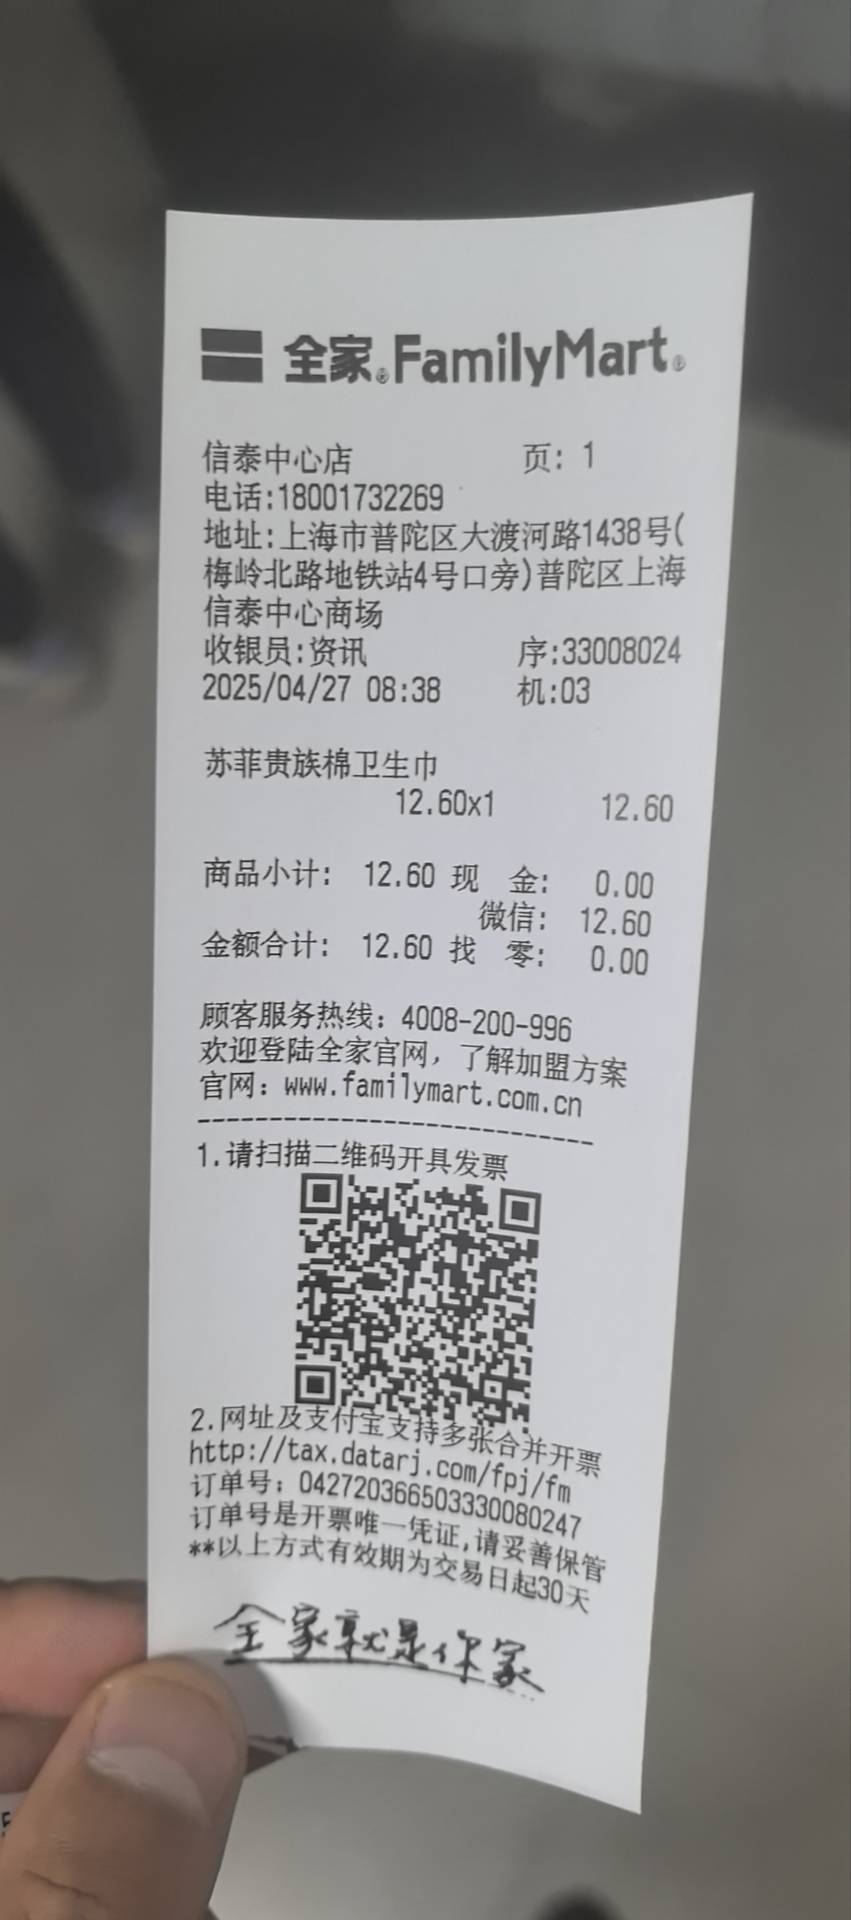 全家® FamilyMart®
信泰中心店 页: 1
电话:18001732269
地址:上海市普陀区大渡河路1438号(
梅岭北路地铁站4号口旁)普陀区上海
信泰中心商场
收银员:资讯 序:33008024
2025/04/27 08:38 机:03
苏菲贵族棉卫生巾
12.60x1 12.60
商品小计: 12.60 现 金: 0.00
微信: 12.60
金额合计: 12.60 找 零: 0.00
顾客服务热线: 4008-200-996
欢迎登陆全家官网, 了解加盟方案
官网: www.familymart.com.cn
----------------------------
1.请扫描二维码开具发票
2.网址及支付宝支持多张合并开票
http://tax.datarj.com/fpj/fm
订单号: 042720366503330080247
订单号是开票唯一凭证,请妥善保管
**以上方式有效期为交易日起30天
全家就是你家